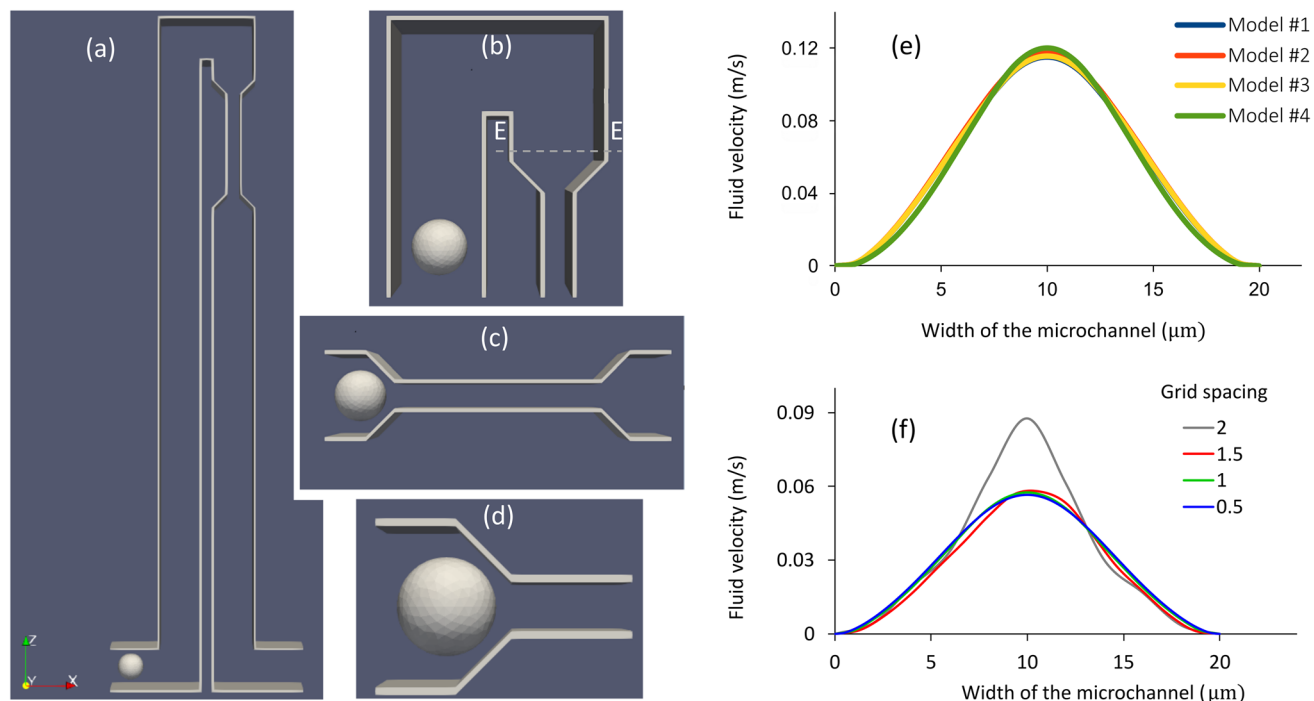 (a)
Z
Y
X
(b)
E
E
(c)
(d)
(e)
Fluid velocity (m/s)
0.12
0.08
0.04
0
0
5
10
15
20
Width of the microchannel (μm)
Model #1
Model #2
Model #3
Model #4
(f)
Fluid velocity (m/s)
0.09
0.06
0.03
0
0
5
10
15
20
Width of the microchannel (μm)
Grid spacing
2
1.5
1
0.5